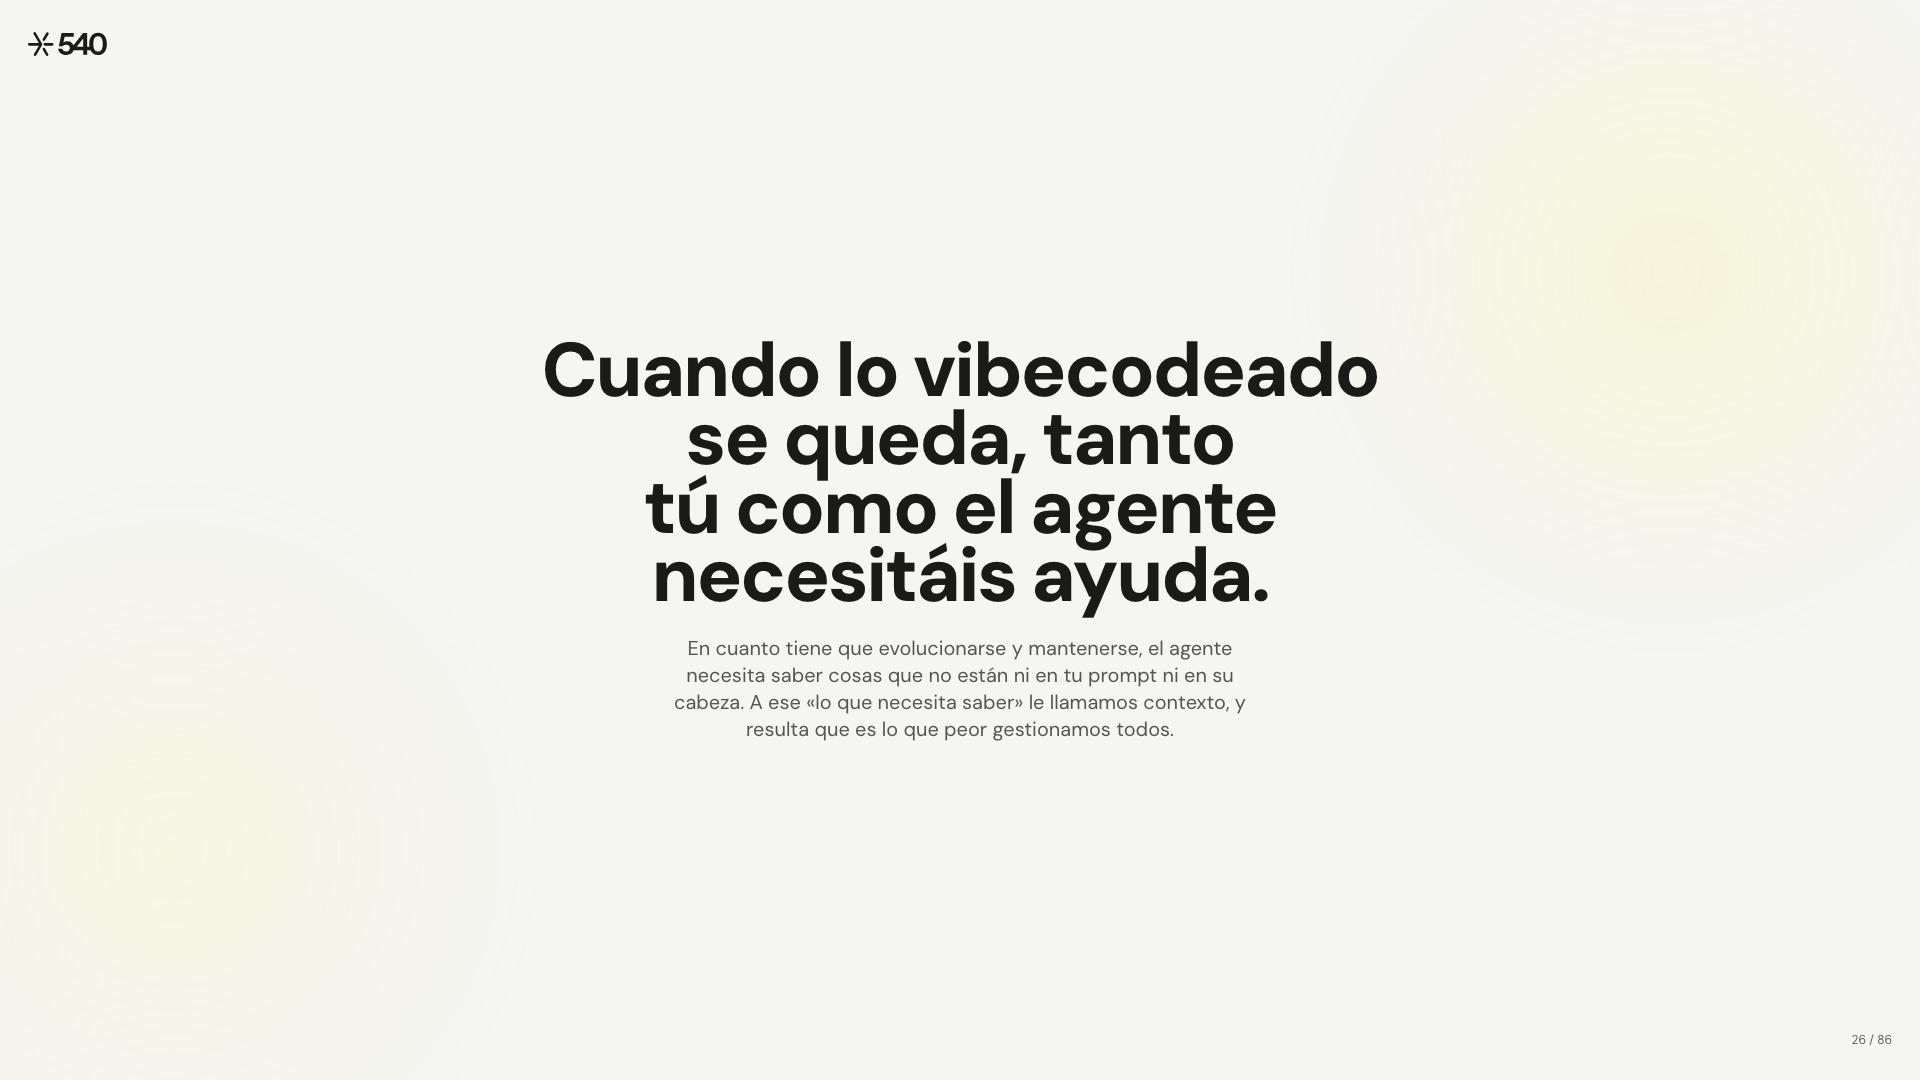 540
Cuando lo vibecodeado
se queda, tanto
tú como el agente
necesitáis ayuda.
En cuanto tiene que evolucionarse y mantenerse, el agente
necesita saber cosas que no están ni en tu prompt ni en su
cabeza. A ese «lo que necesita saber» le llamamos contexto, y
resulta que es lo que peor gestionamos todos.
26 / 86